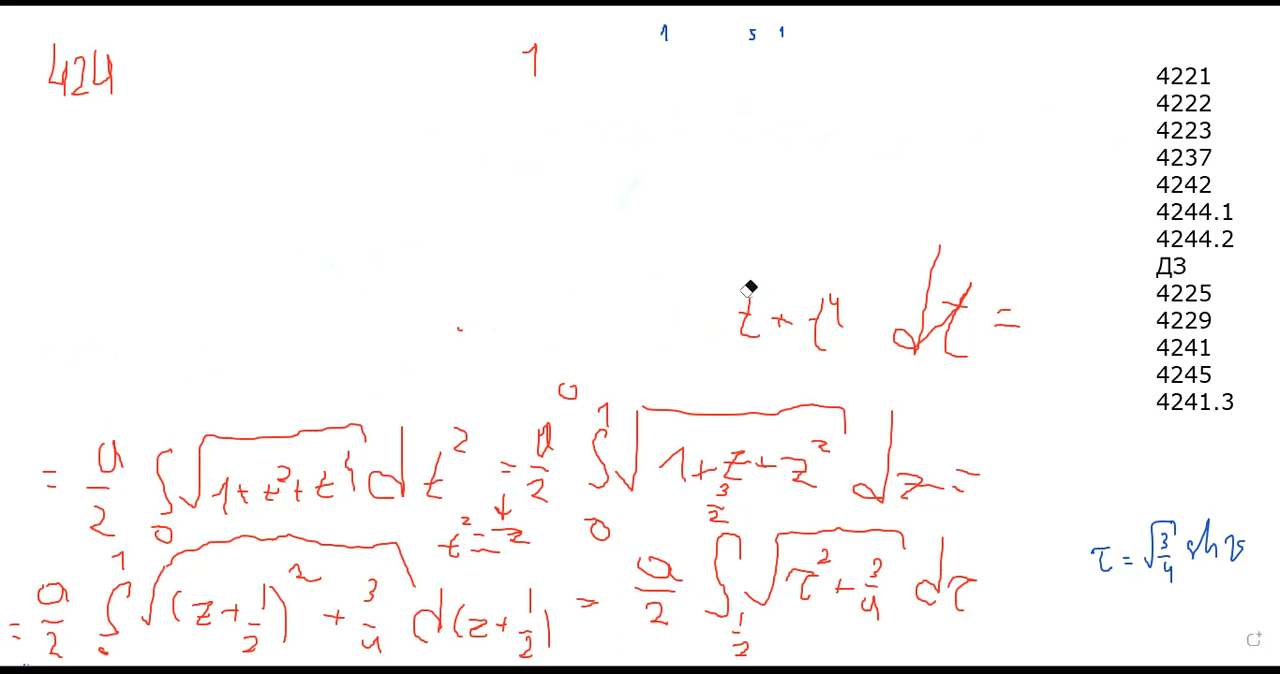 1 5 1
424 1
4221
4222
4223
4237
4242
4244.1
4244.2
ДЗ
4225
4229
4241
4245
4241.3
t + t⁴ dt =
0
= a/2 ∫₀ √(1+t²+t⁴) dt² = a/2 ∫₀¹ √(1+z+z²) dz =
t² = z
= a/2 ∫₀¹ √((z+1/2)² + 3/4) d(z+1/2) = a/2 ∫_{1/2}^{3/2} √(τ² + 3/4) dτ
τ = √(3/4) sh